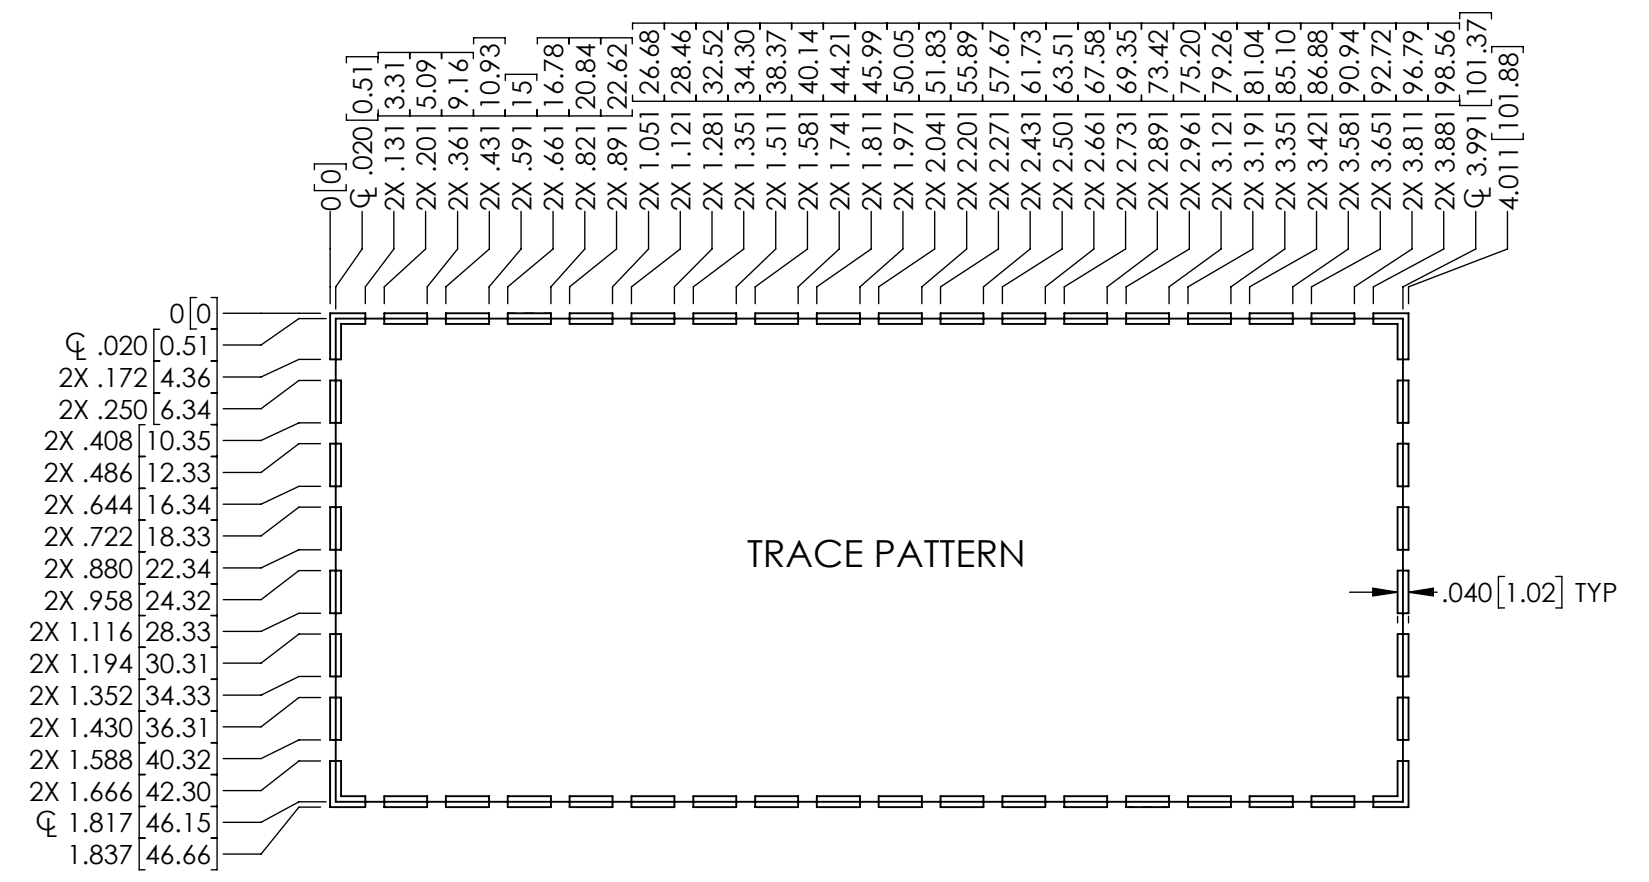 0[0]
℄ .020[0.51]
2X .131[3.31]
2X .201[5.09]
2X .361[9.16]
2X .431[10.93]
2X .591[15]
2X .661[16.78]
2X .821[20.84]
2X .891[22.62]
2X 1.051[26.68]
2X 1.121[28.46]
2X 1.281[32.52]
2X 1.351[34.30]
2X 1.511[38.37]
2X 1.581[40.14]
2X 1.741[44.21]
2X 1.811[45.99]
2X 1.971[50.05]
2X 2.041[51.83]
2X 2.201[55.89]
2X 2.271[57.67]
2X 2.431[61.73]
2X 2.501[63.51]
2X 2.661[67.58]
2X 2.731[69.35]
2X 2.891[73.42]
2X 2.961[75.20]
2X 3.121[79.26]
2X 3.191[81.04]
2X 3.351[85.10]
2X 3.421[86.88]
2X 3.581[90.94]
2X 3.651[92.72]
2X 3.811[96.79]
2X 3.881[98.56]
℄ 3.991[101.37]
4.011[101.88]
0[0]
℄ .020[0.51]
2X .172[4.36]
2X .250[6.34]
2X .408[10.35]
2X .486[12.33]
2X .644[16.34]
2X .722[18.33]
2X .880[22.34]
2X .958[24.32]
2X 1.116[28.33]
2X 1.194[30.31]
2X 1.352[34.33]
2X 1.430[36.31]
2X 1.588[40.32]
2X 1.666[42.30]
℄ 1.817[46.15]
1.837[46.66]
TRACE PATTERN
.040[1.02] TYP